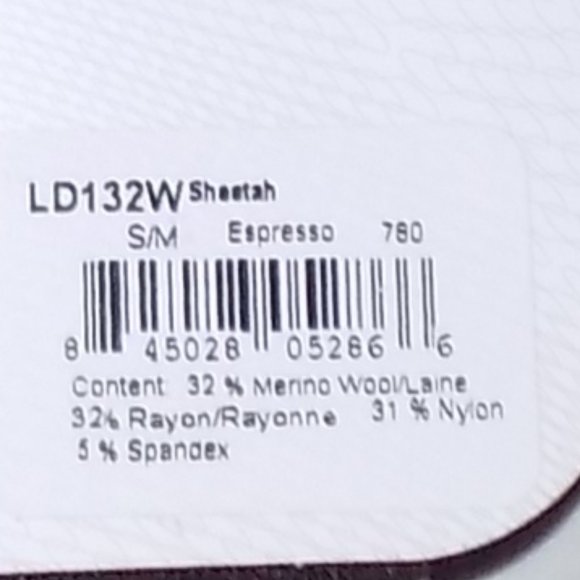 LD132W Sheetah
S/M Espresso 780
8 45028 05286 6
Content 32 % Merino Wool/Laine
32% Rayon/Rayonne 31 % Nylon
5 % Spandex